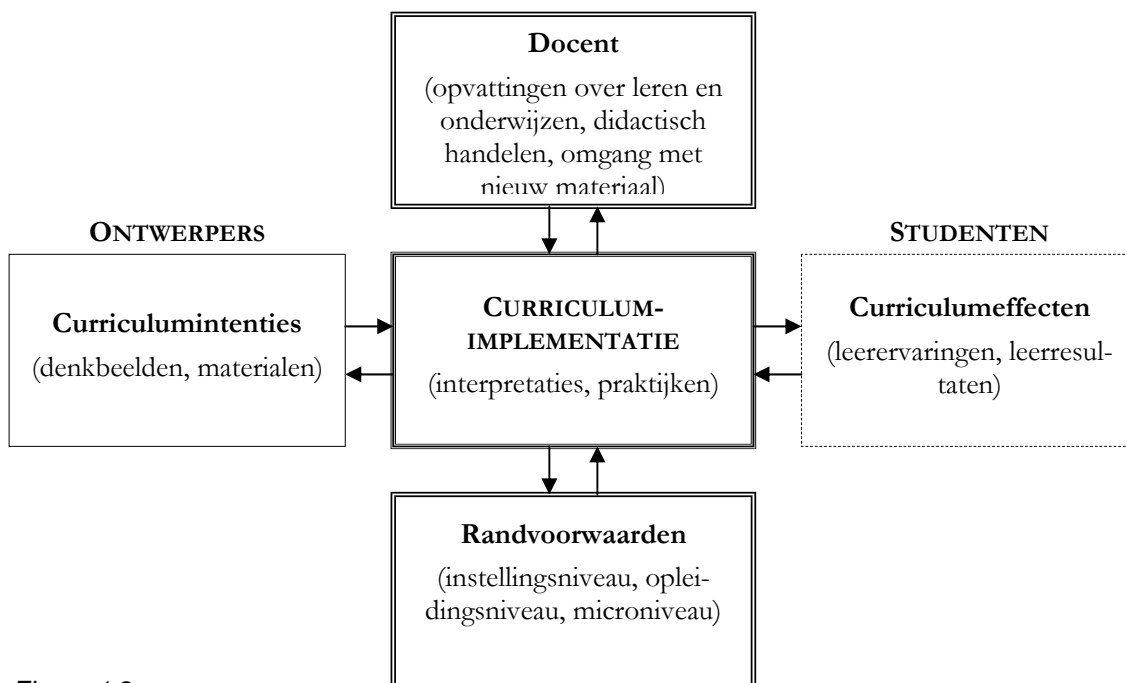 Docent
(opvattingen over leren en
onderwijzen, didactisch
handelen, omgang met
nieuw materiaal)
ONTWERPERS
STUDENTEN
Curriculumintenties
(denkbeelden, materialen)
CURRICULUM-
IMPLEMENTATIE
(interpretaties, praktijken)
Curriculumeffecten
(leerervaringen, leerresul-
taten)
Randvoorwaarden
(instellingsniveau, oplei-
dingsniveau, microniveau)